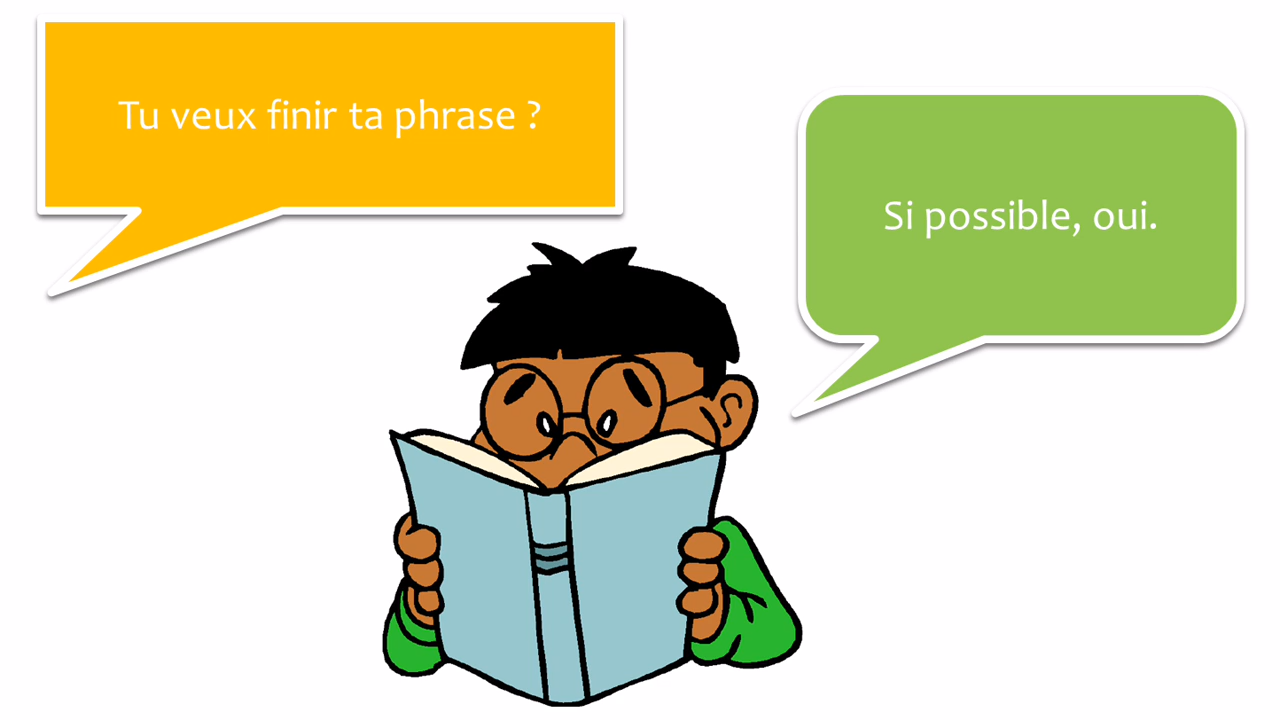 Tu veux finir ta phrase ?
Si possible, oui.